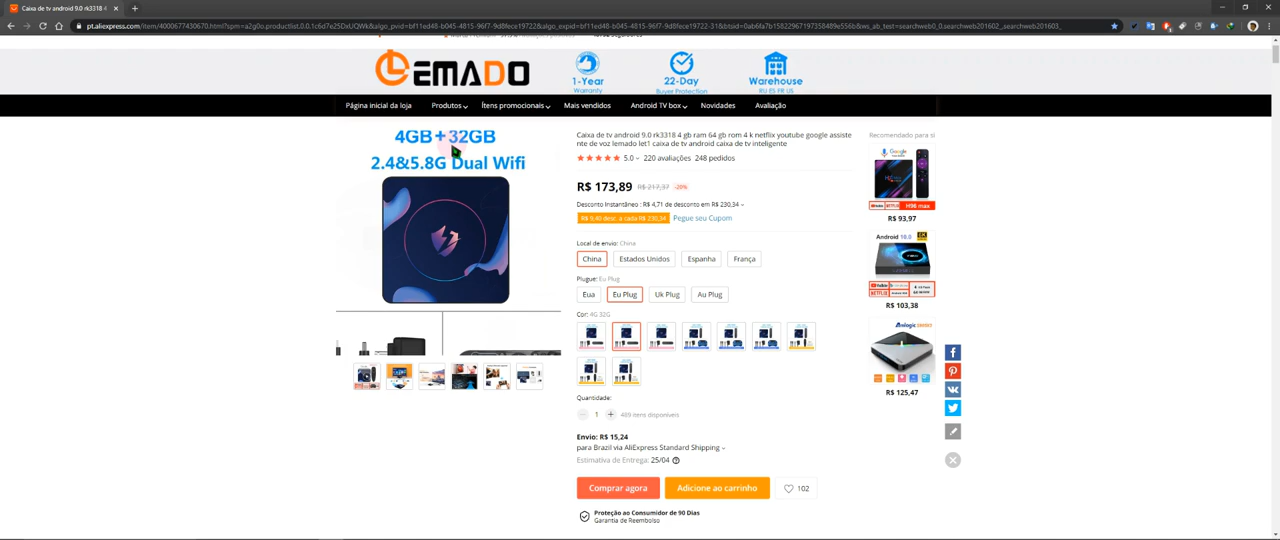 Caixa de tv android 9.0 rk3318 4
pt.aliexpress.com/item/4000677430670.html?spm=a2g0o.productlist.0.0.1c6d7e25DxUQWk&algo_pvid=bf11ed48-b045-4815-96f7-9d8fece19722&algo_expid=bf11ed48-b045-4815-96f7-9d8fece19722-31&btsid=0ab6fa7b15822967197358489e556b&ws_ab_test=searchweb0_0,searchweb201602_,searchweb201603_
LEMADO
1-Year
Warranty
22-Day
Buyer Protection
Warehouse
RU ES FR US
Página inicial da loja
Produtos
Ítens promocionais
Mais vendidos
Android TV box
Novidades
Avaliação
4GB+32GB
2.4&5.8G Dual Wifi
Caixa de tv android 9.0 rk3318 4 gb ram 64 gb rom 4 k netflix youtube google assiste
nte de voz lemado let1 caixa de tv android caixa de tv inteligente
5.0 220 avaliações 248 pedidos
R$ 173,89 R$ 217,37 -20%
Desconto Instantâneo : R$ 4,71 de desconto em R$ 230,34
R$ 9,40 desc. a cada R$ 230,34 Pegue seu Cupom
Local de envio: China
China Estados Unidos Espanha França
Plugue: Eu Plug
Eua Eu Plug Uk Plug Au Plug
Cor: 4G 32G
Quantidade:
1 489 itens disponíveis
Envio: R$ 15,24
para Brazil via AliExpress Standard Shipping
Estimativa de Entrega: 25/04
Comprar agora Adicione ao carrinho 102
Proteção ao Consumidor de 90 Dias
Garantia de Reembolso
Recomendado para si
Google
H96 max
R$ 93,97
Android 10.0 6K
R$ 103,38
Amlogic
R$ 125,47